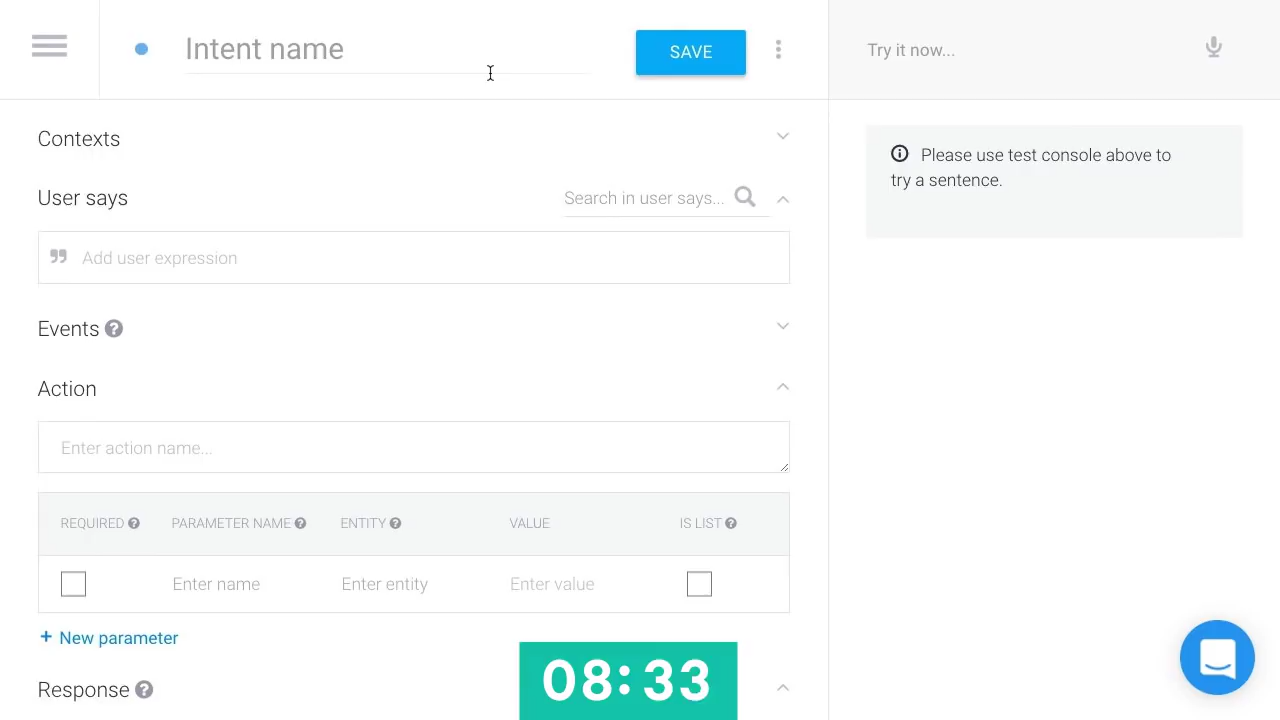 Intent name
SAVE
Try it now...
Contexts
User says
Search in user says...
Add user expression
Events
Action
Enter action name...
REQUIRED PARAMETER NAME ENTITY VALUE IS LIST
Enter name Enter entity Enter value
+ New parameter
Response
08:33
Please use test console above to
try a sentence.